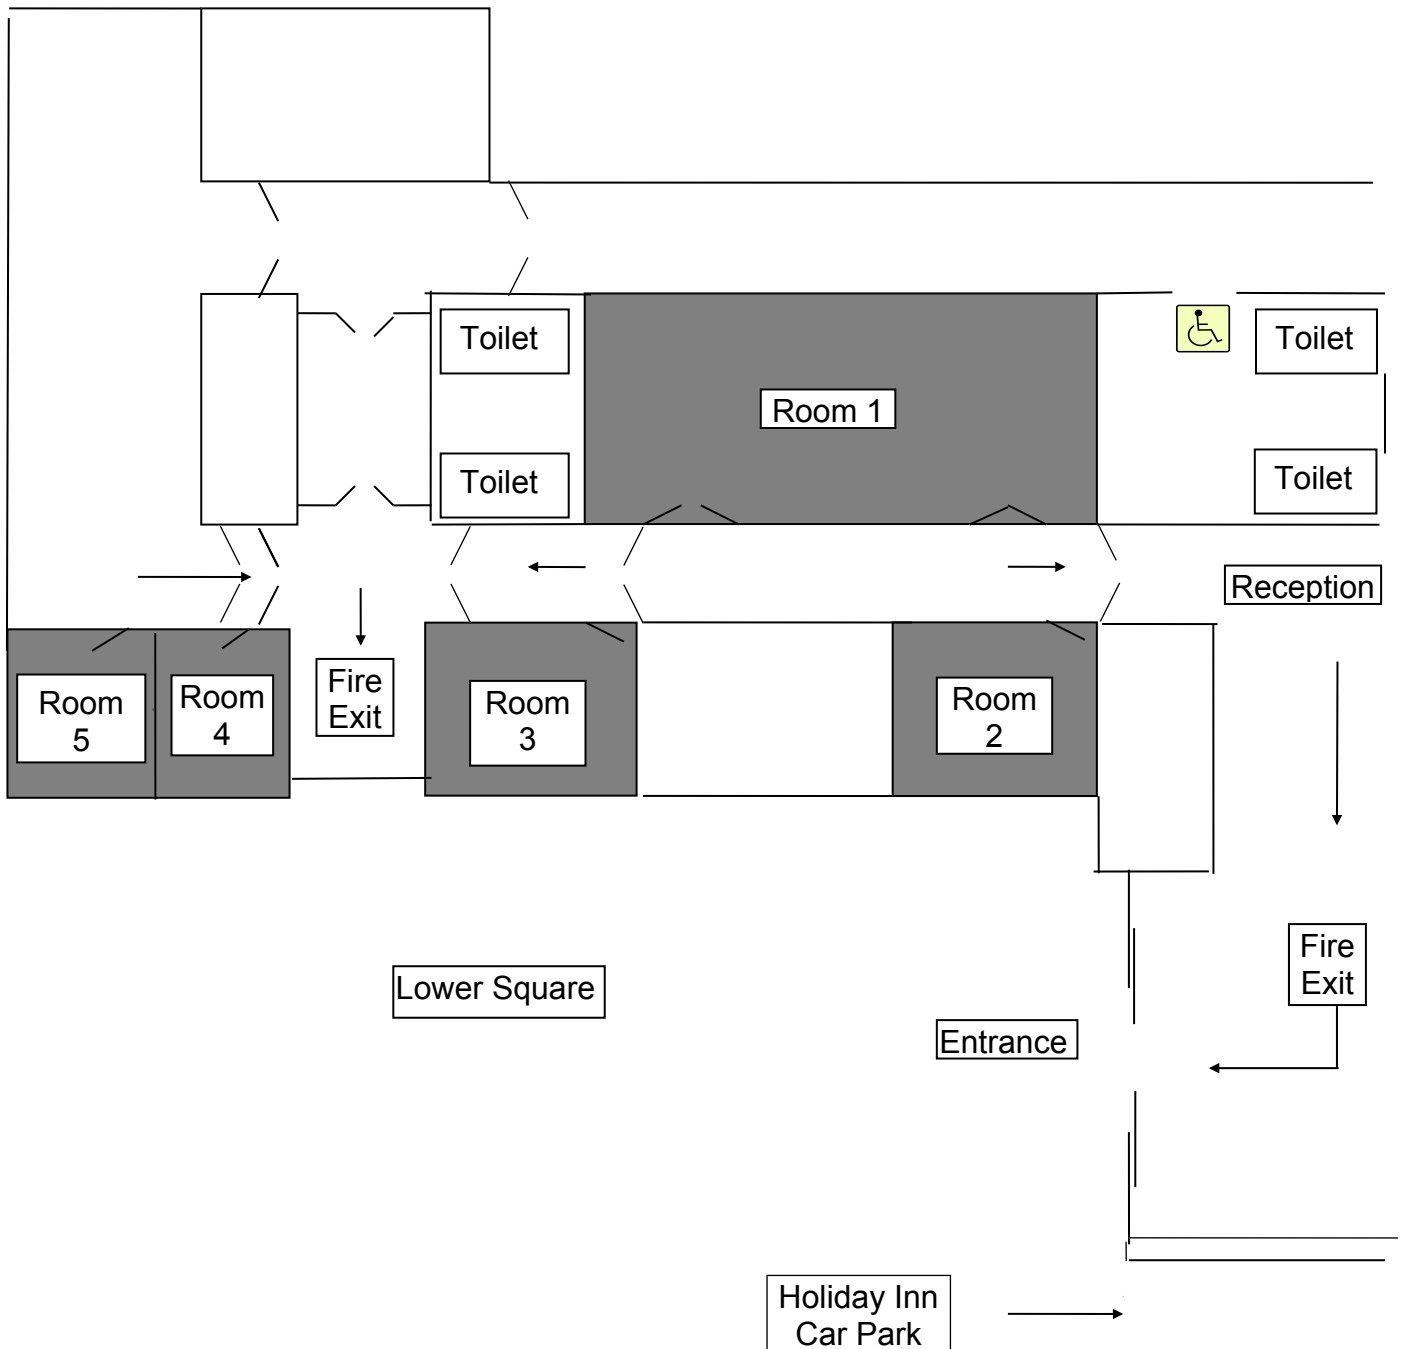 Toilet
Toilet
Room 1
Toilet
Toilet
Reception
Room
5
Room
4
Fire
Exit
Room
3
Room
2
Lower Square
Entrance
Fire
Exit
Holiday Inn
Car Park